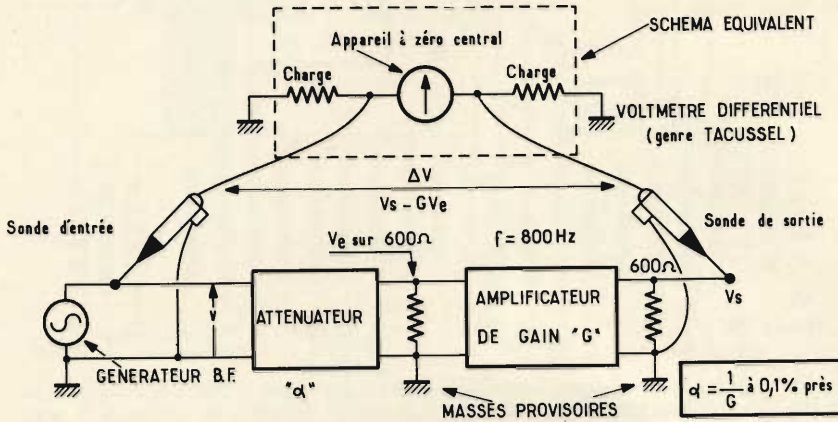 SCHEMA EQUIVALENT
Appareil à zéro central
Charge
Charge
VOLTMETRE DIFFERENTIEL
(genre TACUSSEL)
ΔV
Vs - GVe
Sonde d'entrée
Sonde de sortie
Ve sur 600Ω
f = 800 Hz
600Ω
Vs
V
ATTENUATEUR
AMPLIFICATEUR
DE GAIN "G"
GENERATEUR B.F.
"α"
MASSES PROVISOIRES
α = 1/G à 0,1% près